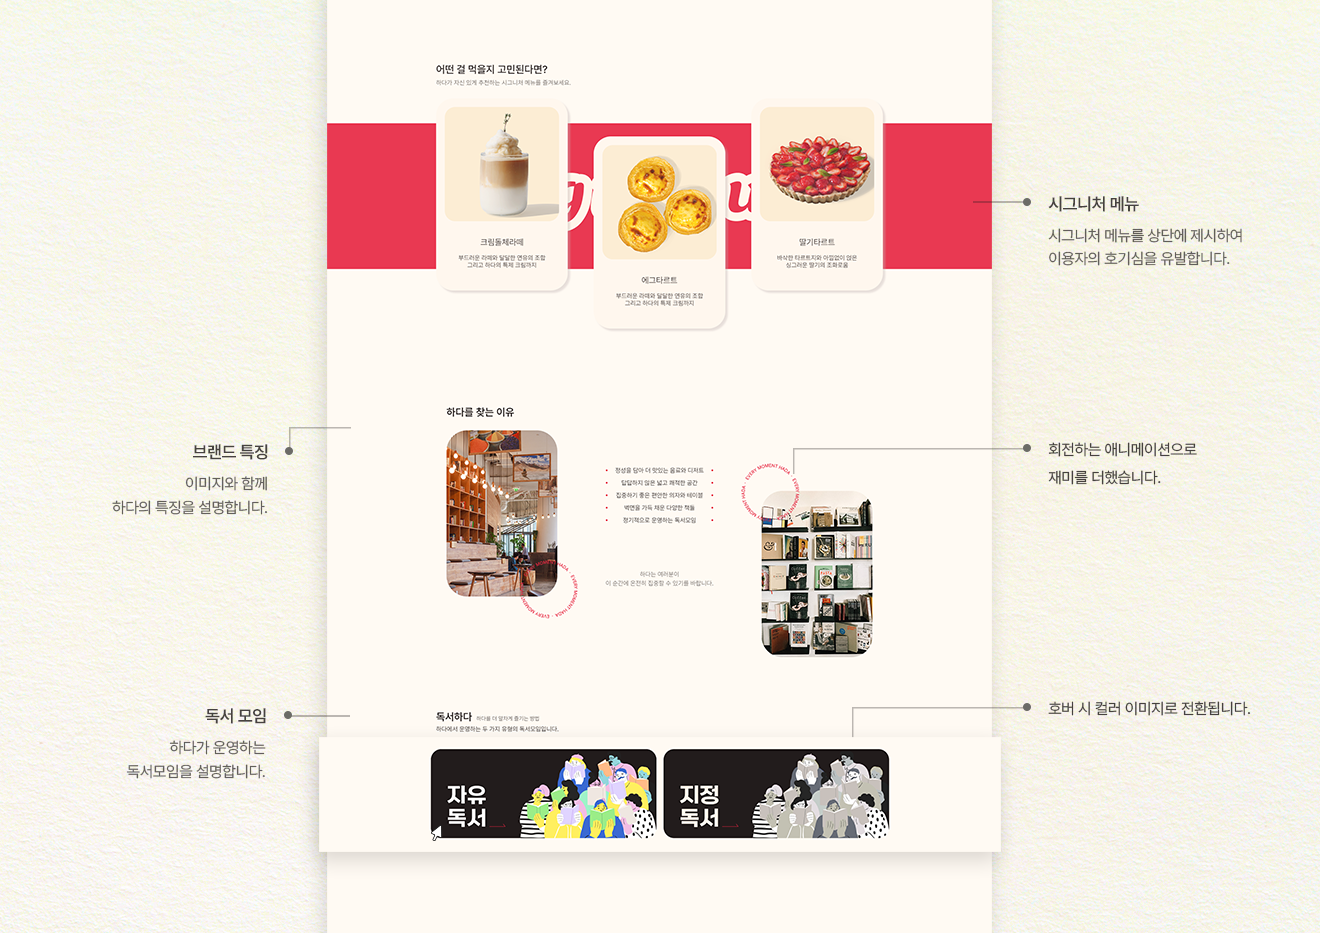 어떤 걸 먹을지 고민된다면?
하다가 자신 있게 추천하는 시그니처 메뉴를 즐겨보세요.
크림돌체라떼
부드러운 라떼와 달달한 연유의 조합
그리고 하다의 특제 크림까지
에그타르트
부드러운 라떼와 달달한 연유의 조합
그리고 하다의 특제 크림까지
딸기타르트
바삭한 타르트지와 아낌없이 얹은
싱그러운 딸기의 조화로움
시그니처 메뉴
시그니처 메뉴를 상단에 제시하여
이용자의 호기심을 유발합니다.
하다를 찾는 이유
브랜드 특징
이미지와 함께
하다의 특징을 설명합니다.
정성을 담아 더 맛있는 음료와 디저트
답답하지 않은 넓고 쾌적한 공간
집중하기 좋은 편안한 의자와 테이블
벽면을 가득 채운 다양한 책들
정기적으로 운영하는 독서모임
하다는 여러분이
이 순간에 온전히 집중할 수 있기를 바랍니다.
EVERY MOMENT HADA · EVERY MOMENT HADA ·
EVERY MOMENT HADA · EVERY MOMENT HADA ·
회전하는 애니메이션으로
재미를 더했습니다.
독서 모임
하다가 운영하는
독서모임을 설명합니다.
독서하다 하다를 더 알차게 즐기는 방법
하다에서 운영하는 두 가지 유형의 독서모임입니다.
호버 시 컬러 이미지로 전환됩니다.
자유
독서
지정
독서